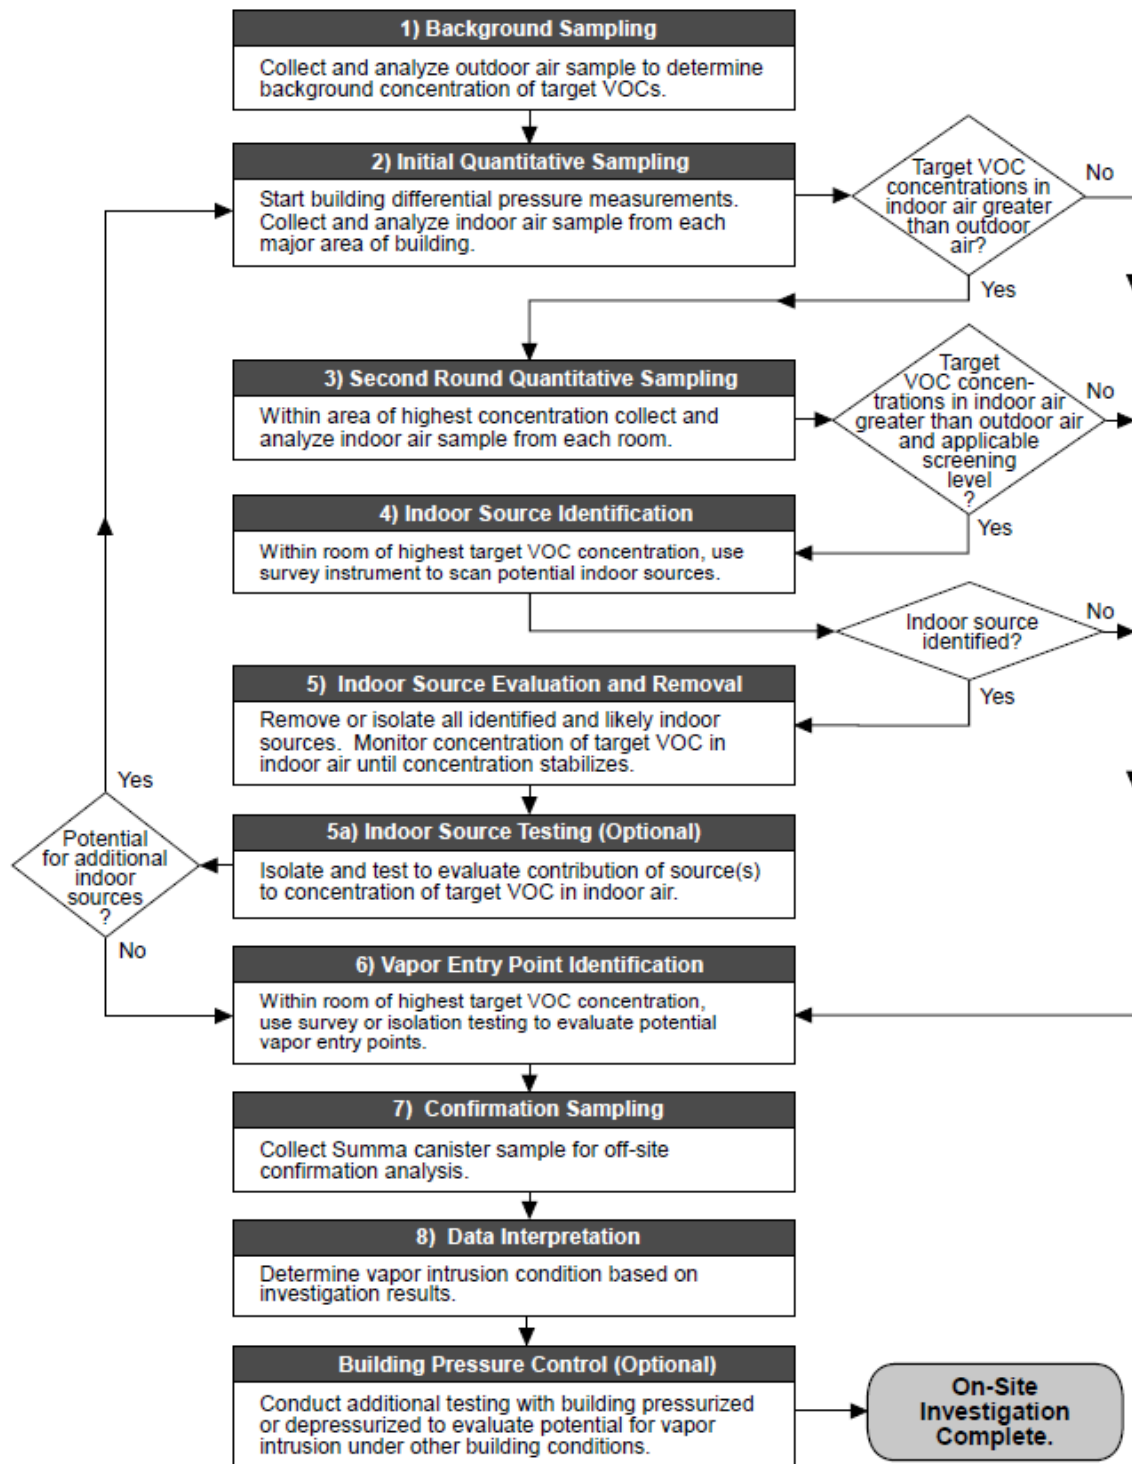 1) Background Sampling
Collect and analyze outdoor air sample to determine
background concentration of target VOCs.
2) Initial Quantitative Sampling
Start building differential pressure measurements.
Collect and analyze indoor air sample from each
major area of building.
Target VOC
concentrations in
indoor air greater
than outdoor
air?
No
Yes
3) Second Round Quantitative Sampling
Within area of highest concentration collect and
analyze indoor air sample from each room.
Target
VOC concen-
trations in indoor air
greater than outdoor air
and applicable
screening
level
?
No
Yes
4) Indoor Source Identification
Within room of highest target VOC concentration, use
survey instrument to scan potential indoor sources.
Indoor source
identified?
No
Yes
5) Indoor Source Evaluation and Removal
Remove or isolate all identified and likely indoor
sources. Monitor concentration of target VOC in
indoor air until concentration stabilizes.
5a) Indoor Source Testing (Optional)
Isolate and test to evaluate contribution of source(s)
to concentration of target VOC in indoor air.
Yes
Potential
for additional
indoor
sources
?
No
6) Vapor Entry Point Identification
Within room of highest target VOC concentration,
use survey or isolation testing to evaluate potential
vapor entry points.
7) Confirmation Sampling
Collect Summa canister sample for off-site
confirmation analysis.
8) Data Interpretation
Determine vapor intrusion condition based on
investigation results.
Building Pressure Control (Optional)
Conduct additional testing with building pressurized
or depressurized to evaluate potential for vapor
intrusion under other building conditions.
On-Site
Investigation
Complete.